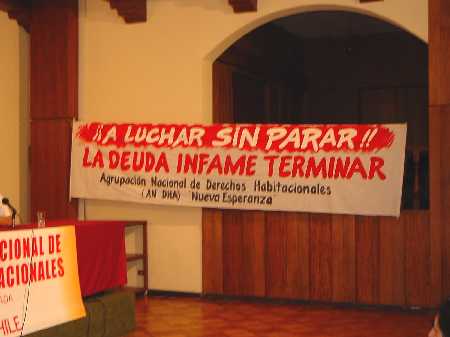 ¡¡A LUCHAR SIN PARAR!!
LA DEUDA INFAME TERMINAR
Agrupación Nacional de Derechos Habitacionales
(AN DHA) "Nueva Esperanza"
CIONAL DE
ACIONALES
ADA
HILE